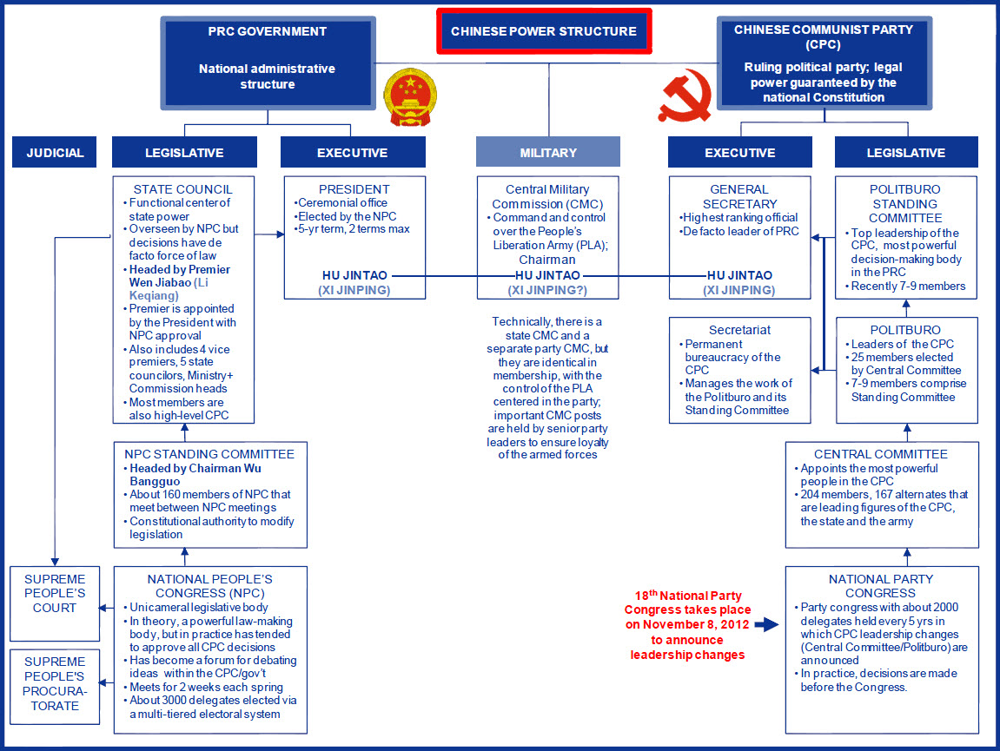 PRC GOVERNMENT
National administrative
structure
CHINESE POWER STRUCTURE
CHINESE COMMUNIST PARTY
(CPC)
Ruling political party; legal
power guaranteed by the
national Constitution
JUDICIAL
LEGISLATIVE
EXECUTIVE
MILITARY
EXECUTIVE
LEGISLATIVE
STATE COUNCIL
• Functional center of
state power
• Overseen by NPC but
decisions have de
facto force of law
• Headed by Premier
Wen Jiabao (Li
Keqiang)
• Premier is appointed
by the President with
NPC approval
• Also includes 4 vice
premiers, 5 state
councilors, Ministry+
Commission heads
• Most members are
also high-level CPC
PRESIDENT
•Ceremonial office
•Elected by the NPC
•5-yr term, 2 terms max
HU JINTAO
(XI JINPING)
Central Military
Commission (CMC)
• Command and control
over the People's
Liberation Army (PLA);
Chairman
HU JINTAO
(XI JINPING?)
Technically, there is a
state CMC and a
separate party CMC, but
they are identical in
membership, with the
control of the PLA
centered in the party;
important CMC posts
are held by senior party
leaders to ensure loyalty
of the armed forces
GENERAL
SECRETARY
•Highest ranking official
•De facto leader of PRC
HU JINTAO
(XI JINPING)
Secretariat
• Permanent
bureaucracy of the
CPC
• Manages the work of
the Politburo and its
Standing Committee
POLITBURO
STANDING
COMMITTEE
• Top leadership of the
CPC, most powerful
decision-making body
in the PRC
• Recently 7-9 members
POLITBURO
• Leaders of the CPC
• 25 members elected
by Central Committee
• 7-9 members comprise
Standing Committee
NPC STANDING COMMITTEE
• Headed by Chairman Wu
Bangguo
• About 160 members of NPC that
meet between NPC meetings
• Constitutional authority to modify
legislation
CENTRAL COMMITTEE
• Appoints the most powerful
people in the CPC
• 204 members, 167 alternates that
are leading figures of the CPC,
the state and the army
SUPREME
PEOPLE'S
COURT
SUPREME
PEOPLE'S
PROCURA-
TORATE
NATIONAL PEOPLE'S
CONGRESS (NPC)
• Unicameral legislative body
• In theory, a powerful law-making
body, but in practice has tended
to approve all CPC decisions
• Has become a forum for debating
ideas within the CPC/gov't
• Meets for 2 weeks each spring
• About 3000 delegates elected via
a multi-tiered electoral system
18th National Party
Congress takes place
on November 8, 2012
to announce
leadership changes
NATIONAL PARTY
CONGRESS
• Party congress with about 2000
delegates held every 5 yrs in
which CPC leadership changes
(Central Committee/Politburo) are
announced
• In practice, decisions are made
before the Congress.